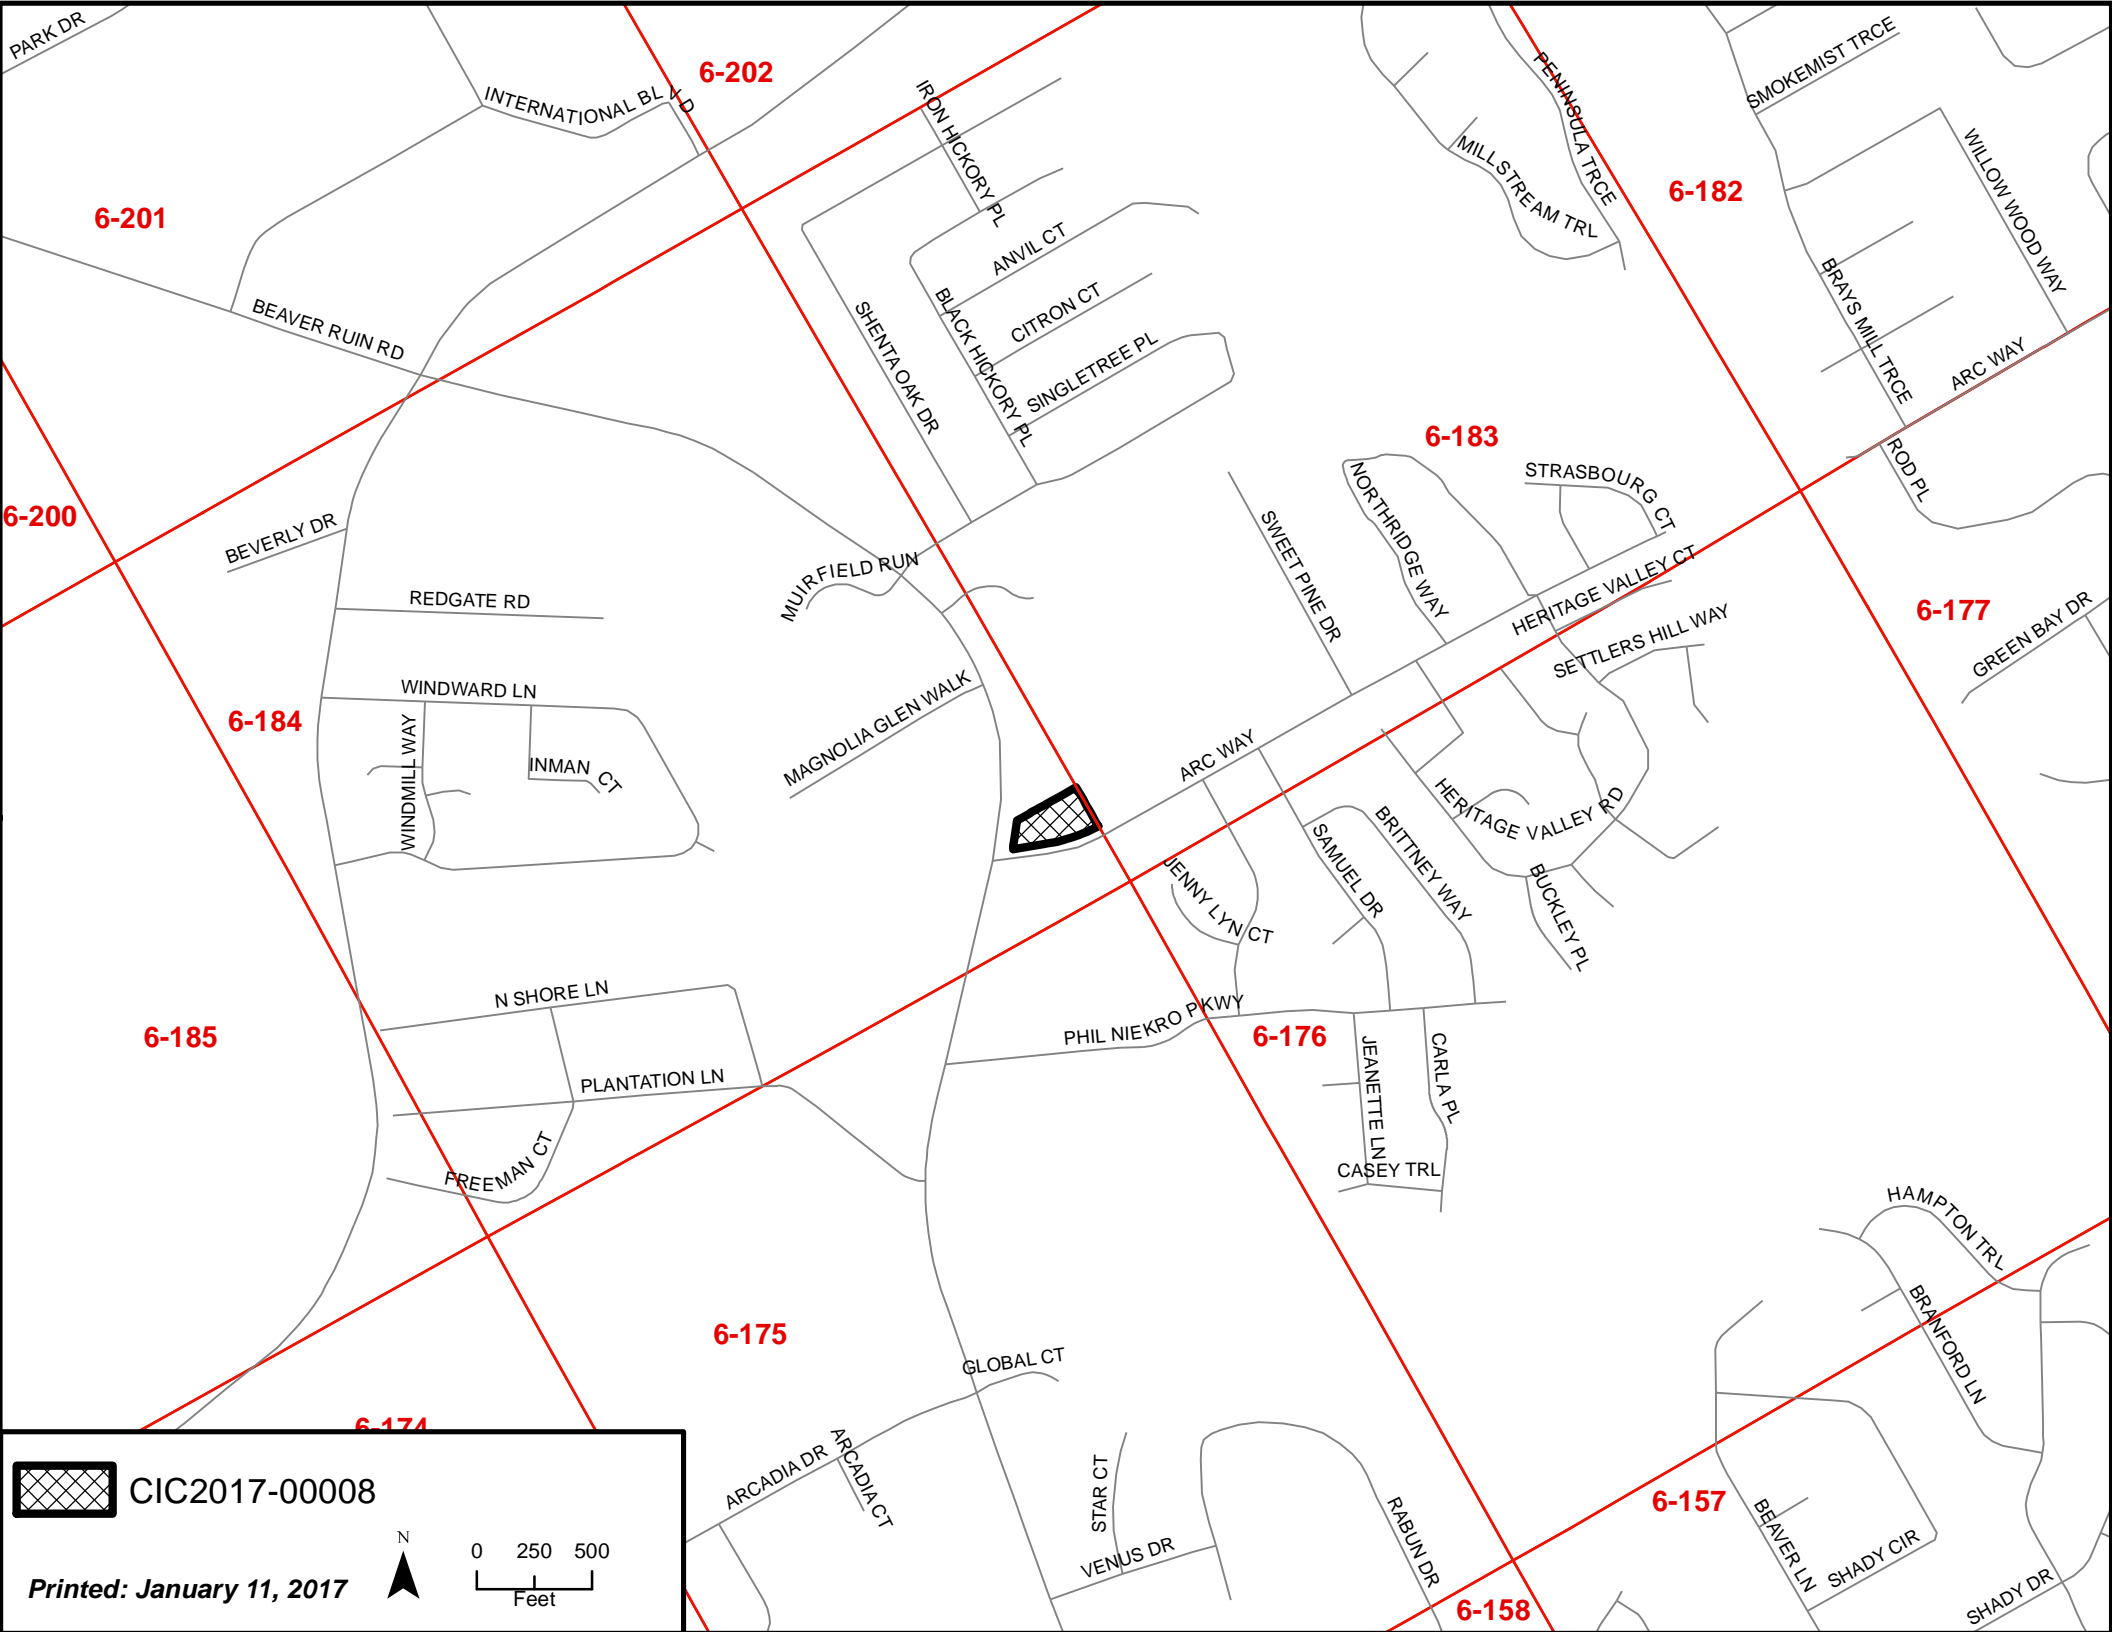 PARK DR
6-202
SMOKEMIST TRCE
INTERNATIONAL BLVD
IRON HICKORY PL
PENINSULA TRCE
MILLSTREAM TRL
6-182
WILLOW WOOD WAY
6-201
ANVIL CT
BEAVER RUIN RD
CITRON CT
BLACK HICKORY PL
SHENTA OAK DR
SINGLETREE PL
BRAYS MILL TRCE
ARC WAY
6-183
6-200
BEVERLY DR
STRASBOURG CT
NORTHRIDGE WAY
SWEET PINE DR
ROD PL
MUIRFIELD RUN
HERITAGE VALLEY CT
REDGATE RD
6-177
GREEN BAY DR
SETTLERS HILL WAY
WINDWARD LN
MAGNOLIA GLEN WALK
6-184
WINDMILL WAY
INMAN CT
ARC WAY
HERITAGE VALLEY RD
SAMUEL DR
BRITTNEY WAY
JENNY LYN CT
BUCKLEY PL
N SHORE LN
PHIL NIEKRO PKWY
6-185
6-176
PLANTATION LN
JEANETTE LN
CARLA PL
FREEMAN CT
CASEY TRL
HAMPTON TRL
6-175
BRANFORD LN
GLOBAL CT
6-174
ARCADIA DR
ARCADIA CT
STAR CT
VENUS DR
RABUN DR
6-157
BEAVER LN
SHADY CIR
SHADY DR
6-158
CIC2017-00008
N
0 250 500
Feet
Printed: January 11, 2017